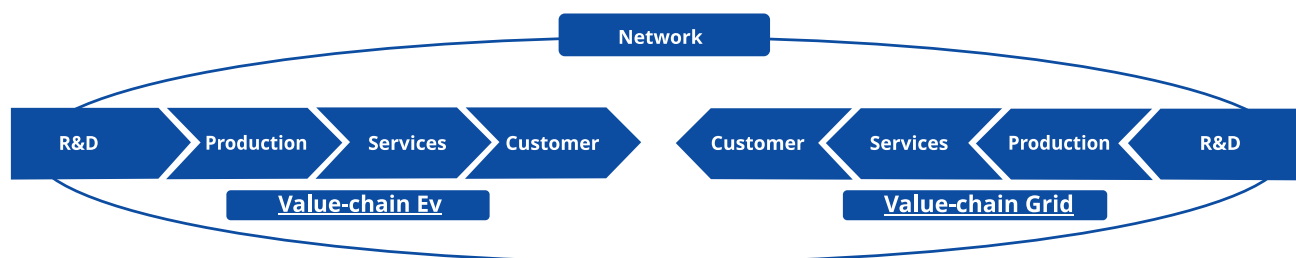 Network
R&D Production Services Customer Customer Services Production R&D
Value-chain Ev Value-chain Grid